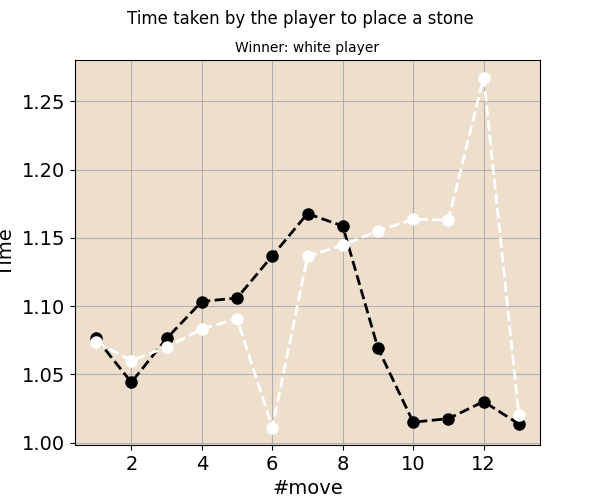 Time taken by the player to place a stone
Winner: white player
1.25
1.20
1.15
1.10
1.05
1.00
Time
2 4 6 8 10 12
#move